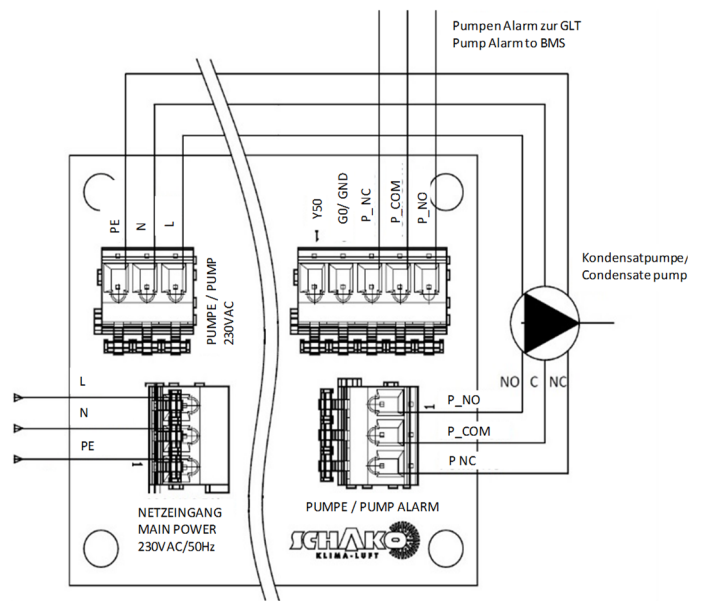 Pumpen Alarm zur GLT
Pump Alarm to BMS
PE
N
L
1 Y50
G0/ GND
P_NC
P_COM
P_NO
PUMPE / PUMP
230VAC
Kondensatpumpe/
Condensate pump
NO C NC
L
N
PE
1
1
P_NO
P_COM
P NC
NETZEINGANG
MAIN POWER
230VAC/50Hz
PUMPE / PUMP ALARM
SCHAKO
KLIMA-LUFT